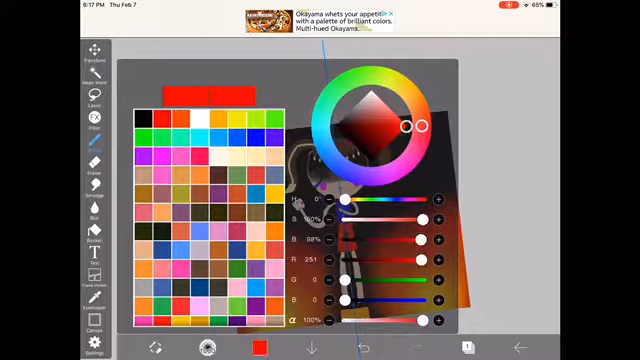 6:17 PM Thu Feb 7
65%
Okayama whets your appetite
with a palette of brilliant colors.
Multi-hued Okayama.
Transform
Magic Wand
Lasso
FX
Filter
Brush
Eraser
Smudge
Blur
Bucket
T
Text
Frame Divider
Eyedropper
Canvas
Settings
H 0°
S 100%
B 98%
R 251
G 0
B 0
α 100%
1